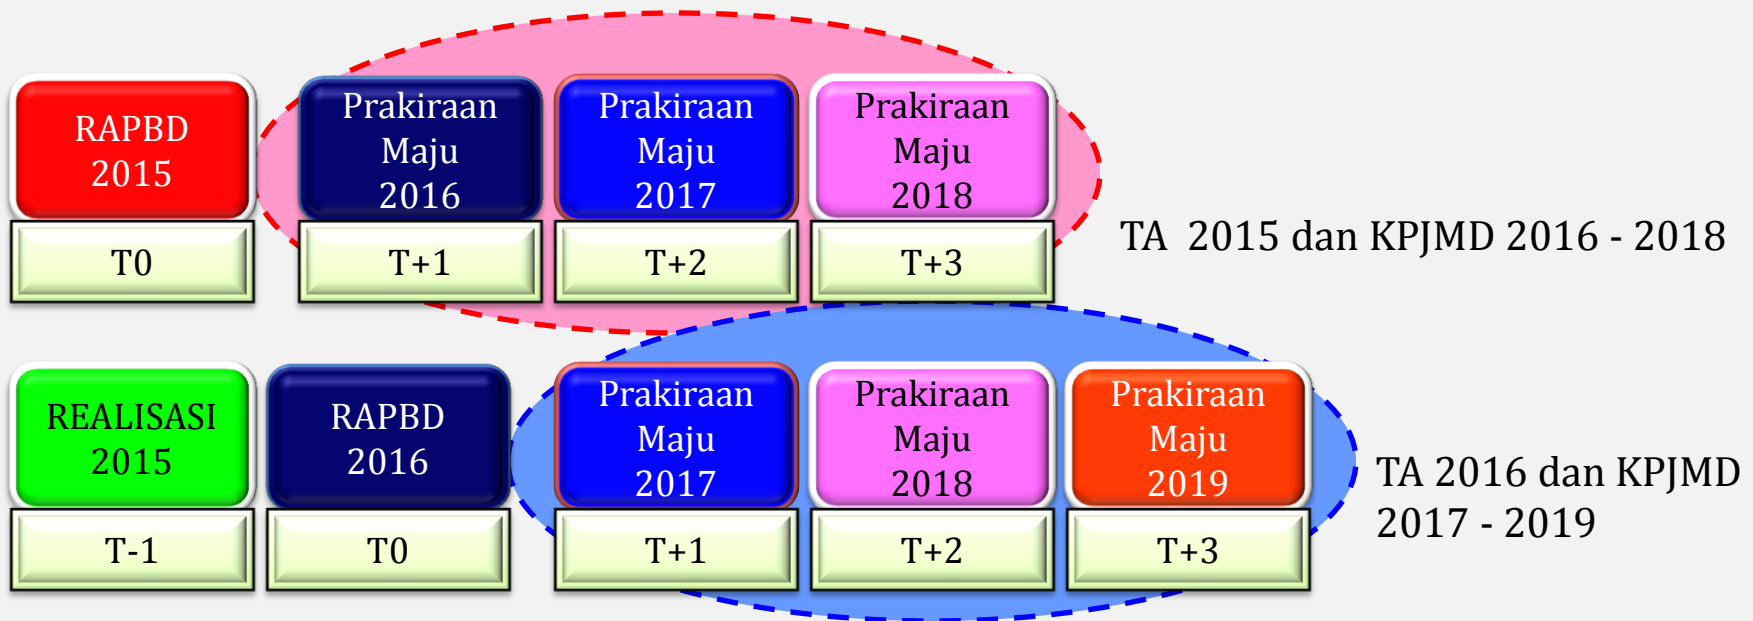 RAPBD
2015
Prakiraan
Maju
2016
Prakiraan
Maju
2017
Prakiraan
Maju
2018
T0
T+1
T+2
T+3
TA 2015 dan KPJMD 2016 - 2018
REALISASI
2015
RAPBD
2016
Prakiraan
Maju
2017
Prakiraan
Maju
2018
Prakiraan
Maju
2019
T-1
T0
T+1
T+2
T+3
TA 2016 dan KPJMD
2017 - 2019